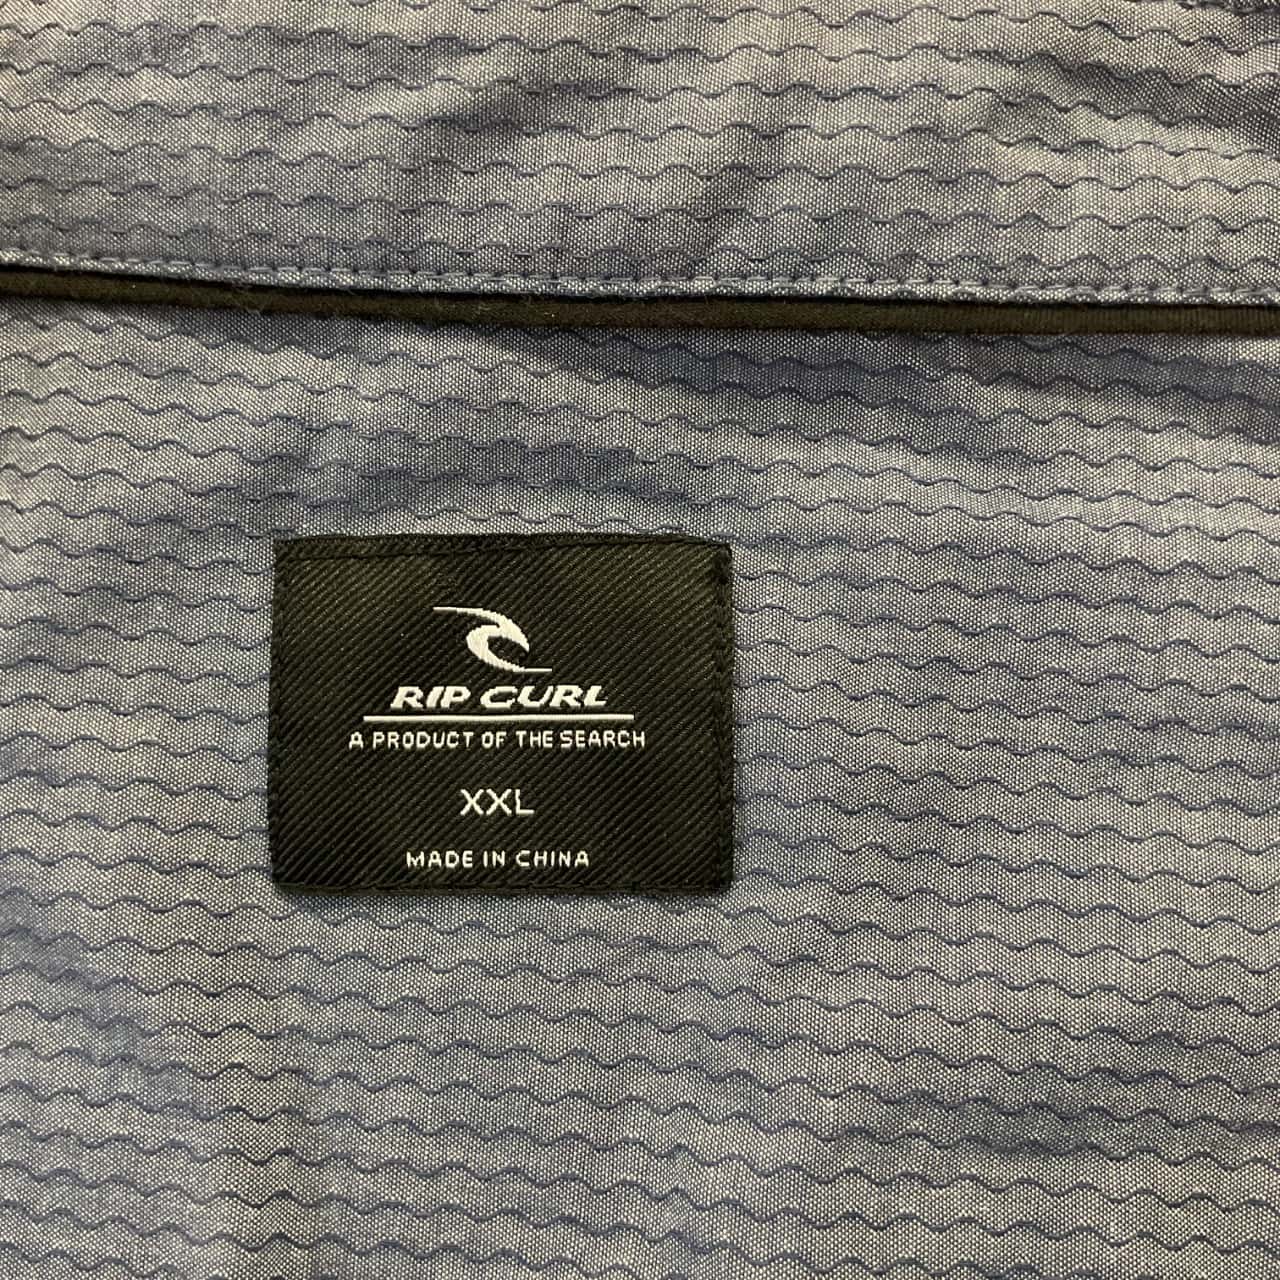 RIP CURL
A PRODUCT OF THE SEARCH
XXL
MADE IN CHINA